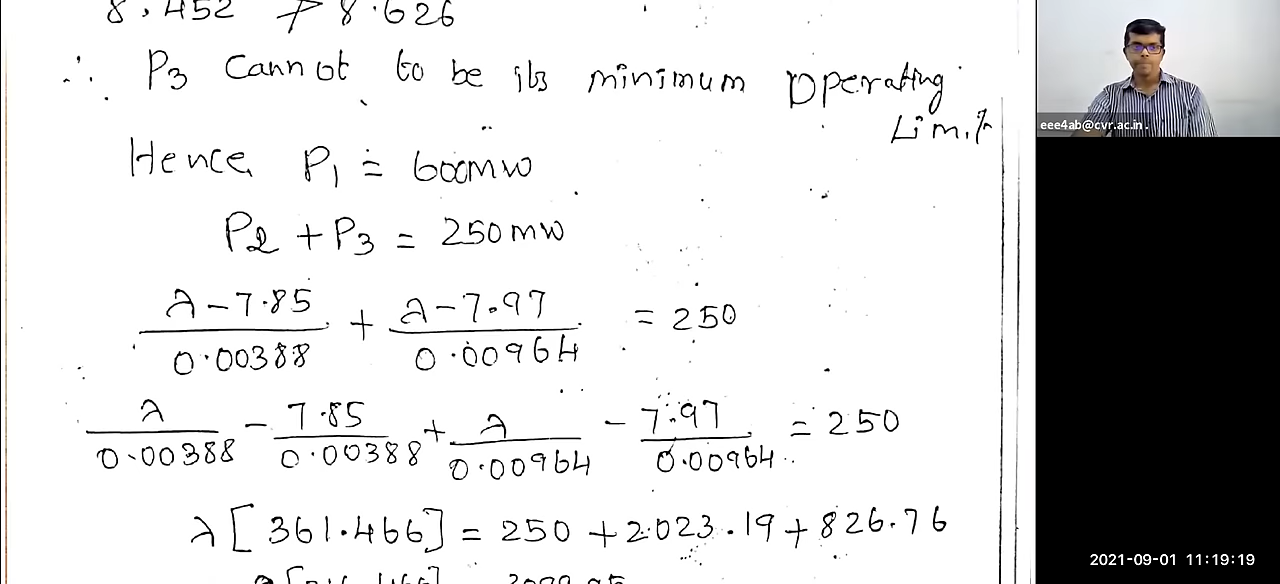 8.452 ≯ 8.626
∴ P3 Cannot to be its minimum Operating Limit
Hence P1 = 600MW
P2 + P3 = 250MW
(λ-7.85)/0.00388 + (λ-7.97)/0.00964 = 250
λ/0.00388 - 7.85/0.00388 + λ/0.00964 - 7.97/0.00964 = 250
λ[361.466] = 250 + 2023.19 + 826.76
eee4ab@cvr.ac.in
2021-09-01 11:19:19